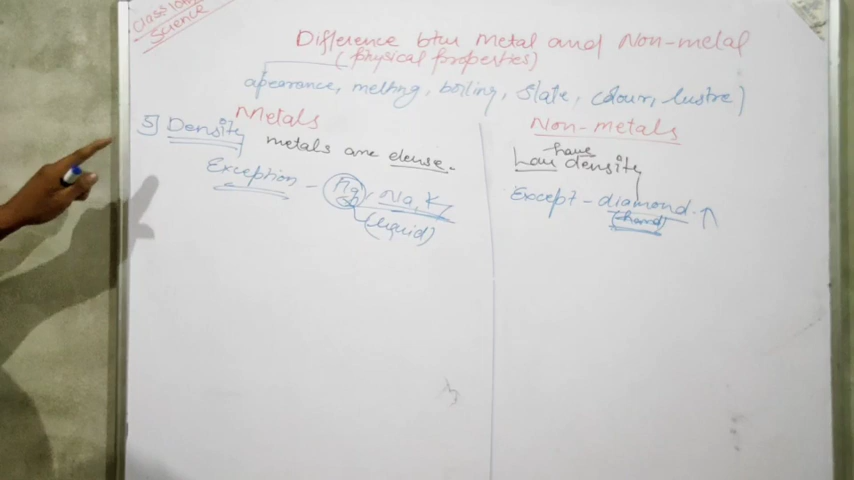 Class 10th
Science
Difference btw Metal and Non-metal
(physical properties)
apearance, melting, boiling, State, colour, lustre)
Metals
5] Density
metals are dense.
Exception - Hg, Na, K
(liquid)
Non-metals
Low have density
Except - diamond. ↑
(hard)